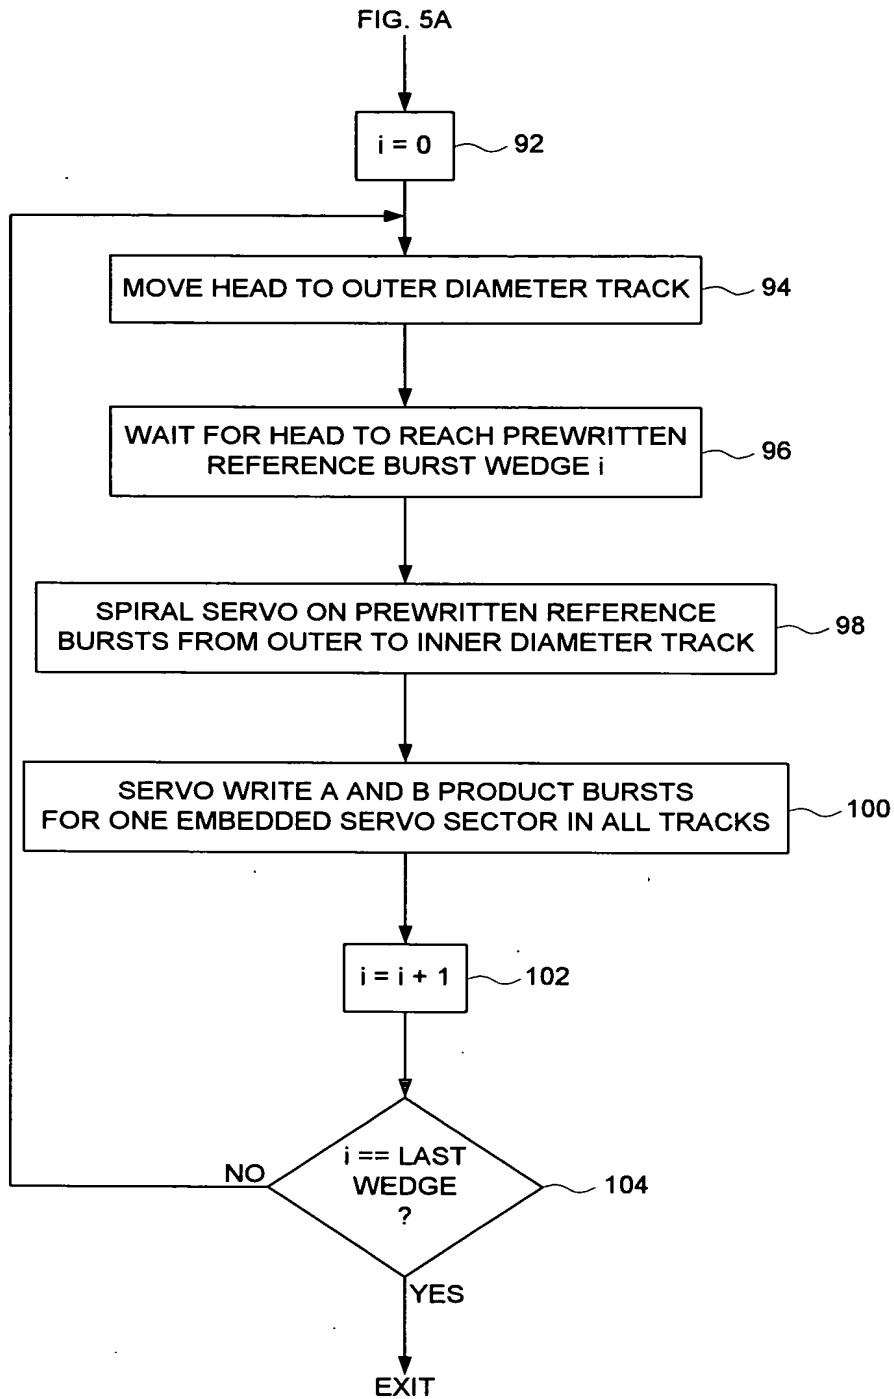 FIG. 5A
i = 0
92
MOVE HEAD TO OUTER DIAMETER TRACK
94
WAIT FOR HEAD TO REACH PREWRITTEN
REFERENCE BURST WEDGE i
96
SPIRAL SERVO ON PREWRITTEN REFERENCE
BURSTS FROM OUTER TO INNER DIAMETER TRACK
98
SERVO WRITE A AND B PRODUCT BURSTS
FOR ONE EMBEDDED SERVO SECTOR IN ALL TRACKS
100
i = i + 1
102
i == LAST
WEDGE
?
104
NO
YES
EXIT